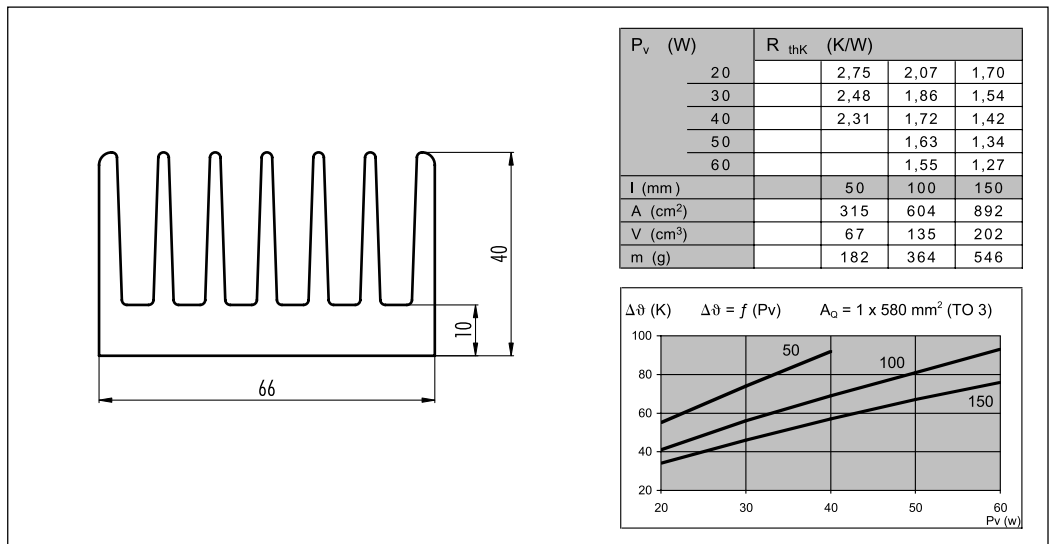 P_v (W) R thK (K/W)
20 2,75 2,07 1,70
30 2,48 1,86 1,54
40 2,31 1,72 1,42
50 1,63 1,34
60 1,55 1,27
l (mm) 50 100 150
A (cm²) 315 604 892
V (cm³) 67 135 202
m (g) 182 364 546
40
10
66
Δϑ (K) Δϑ = ƒ (Pv) A_Q = 1 x 580 mm² (TO 3)
100
80
60
40
20
50
100
150
20 30 40 50 60
Pv (w)